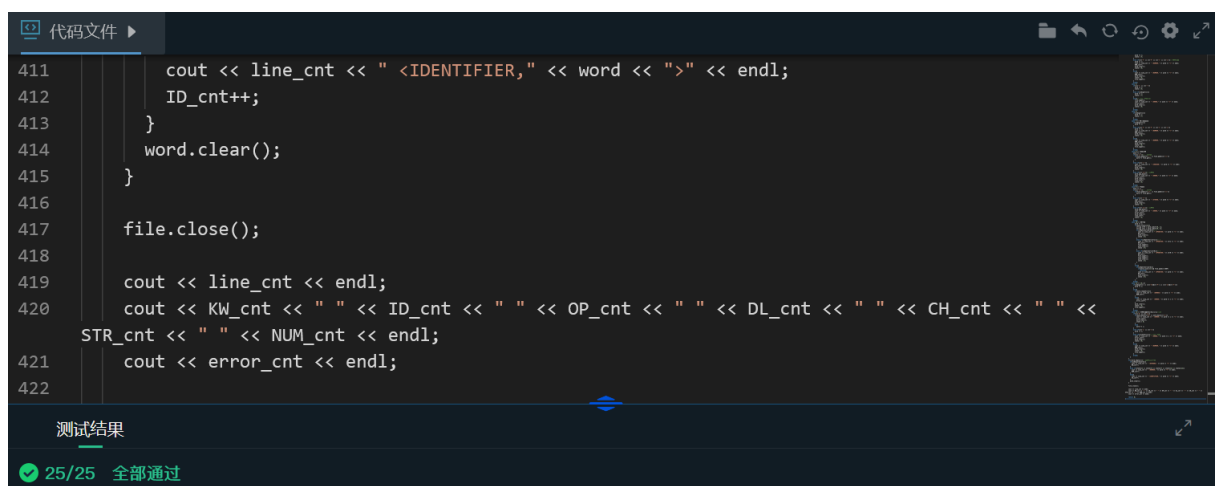 代码文件
411 cout << line_cnt << " <IDENTIFIER," << word << ">" << endl;
412 ID_cnt++;
413 }
414 word.clear();
415 }
416
417 file.close();
418
419 cout << line_cnt << endl;
420 cout << KW_cnt << " " << ID_cnt << " " << OP_cnt << " " << DL_cnt << " " << CH_cnt << " " <<
STR_cnt << " " << NUM_cnt << endl;
421 cout << error_cnt << endl;
422
测试结果
25/25 全部通过